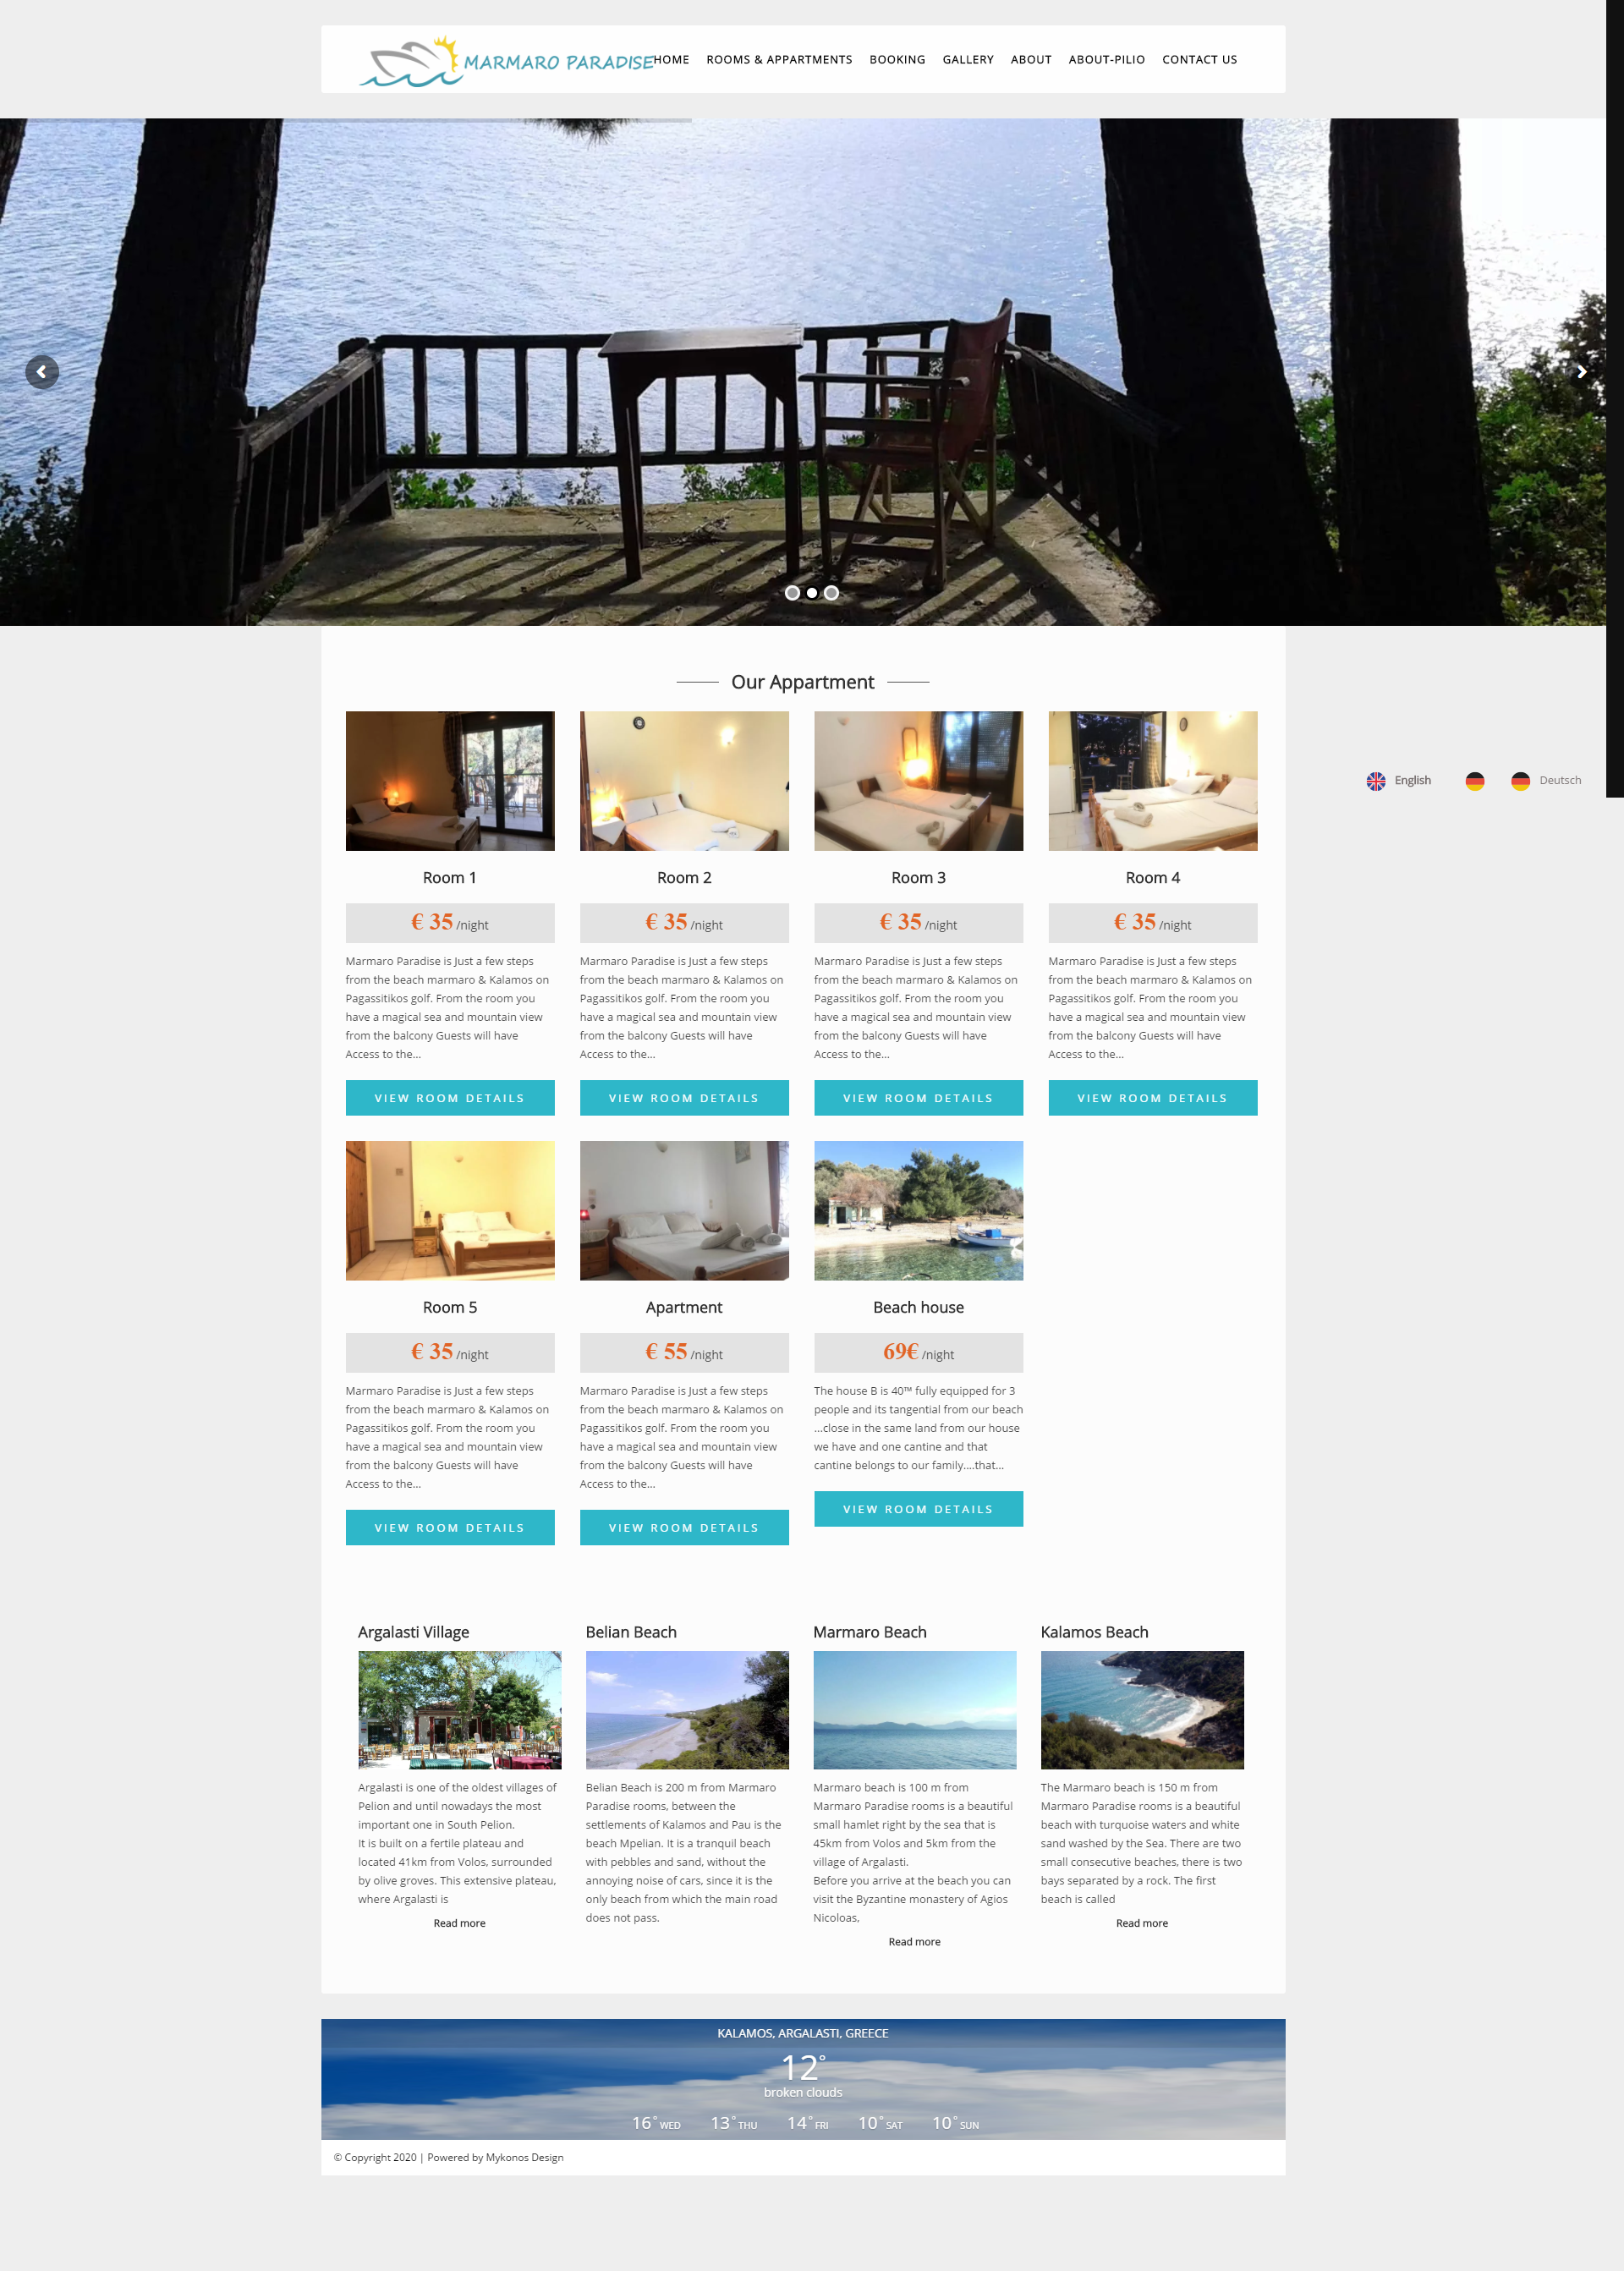 MARMARO PARADISE
HOME ROOMS & APPARTMENTS BOOKING GALLERY ABOUT ABOUT-PILIO CONTACT US
Our Appartment
Room 1
€ 35 /night
Marmaro Paradise is Just a few steps
from the beach marmaro & Kalamos on
Pagassitikos golf. From the room you
have a magical sea and mountain view
from the balcony Guests will have
Access to the...
VIEW ROOM DETAILS
Room 2
€ 35 /night
Marmaro Paradise is Just a few steps
from the beach marmaro & Kalamos on
Pagassitikos golf. From the room you
have a magical sea and mountain view
from the balcony Guests will have
Access to the...
VIEW ROOM DETAILS
Room 3
€ 35 /night
Marmaro Paradise is Just a few steps
from the beach marmaro & Kalamos on
Pagassitikos golf. From the room you
have a magical sea and mountain view
from the balcony Guests will have
Access to the...
VIEW ROOM DETAILS
Room 4
€ 35 /night
Marmaro Paradise is Just a few steps
from the beach marmaro & Kalamos on
Pagassitikos golf. From the room you
have a magical sea and mountain view
from the balcony Guests will have
Access to the...
VIEW ROOM DETAILS
English
Deutsch
Room 5
€ 35 /night
Marmaro Paradise is Just a few steps
from the beach marmaro & Kalamos on
Pagassitikos golf. From the room you
have a magical sea and mountain view
from the balcony Guests will have
Access to the...
VIEW ROOM DETAILS
Apartment
€ 55 /night
Marmaro Paradise is Just a few steps
from the beach marmaro & Kalamos on
Pagassitikos golf. From the room you
have a magical sea and mountain view
from the balcony Guests will have
Access to the...
VIEW ROOM DETAILS
Beach house
69€ /night
The house B is 40™ fully equipped for 3
people and its tangential from our beach
...close in the same land from our house
we have and one cantine and that
cantine belongs to our family....that...
VIEW ROOM DETAILS
Argalasti Village
Argalasti is one of the oldest villages of
Pelion and until nowadays the most
important one in South Pelion.
It is built on a fertile plateau and
located 41km from Volos, surrounded
by olive groves. This extensive plateau,
where Argalasti is
Read more
Belian Beach
Belian Beach is 200 m from Marmaro
Paradise rooms, between the
settlements of Kalamos and Pau is the
beach Mpelian. It is a tranquil beach
with pebbles and sand, without the
annoying noise of cars, since it is the
only beach from which the main road
does not pass.
Marmaro Beach
Marmaro beach is 100 m from
Marmaro Paradise rooms is a beautiful
small hamlet right by the sea that is
45km from Volos and 5km from the
village of Argalasti.
Before you arrive at the beach you can
visit the Byzantine monastery of Agios
Nicoloas,
Read more
Kalamos Beach
The Marmaro beach is 150 m from
Marmaro Paradise rooms is a beautiful
beach with turquoise waters and white
sand washed by the Sea. There are two
small consecutive beaches, there is two
bays separated by a rock. The first
beach is called
Read more
KALAMOS, ARGALASTI, GREECE
12°
broken clouds
16° WED 13° THU 14° FRI 10° SAT 10° SUN
© Copyright 2020 | Powered by Mykonos Design